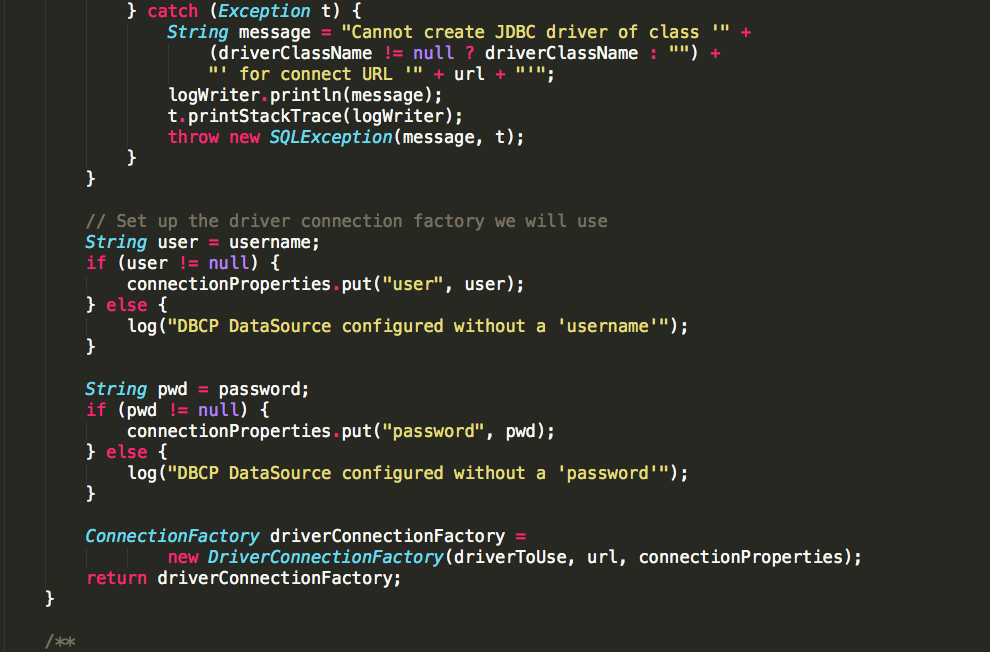 } catch (Exception t) {
String message = "Cannot create JDBC driver of class '" +
(driverClassName != null ? driverClassName : "") +
"' for connect URL '" + url + "'";
logWriter.println(message);
t.printStackTrace(logWriter);
throw new SQLException(message, t);
}
}
// Set up the driver connection factory we will use
String user = username;
if (user != null) {
connectionProperties.put("user", user);
} else {
log("DBCP DataSource configured without a 'username'");
}
String pwd = password;
if (pwd != null) {
connectionProperties.put("password", pwd);
} else {
log("DBCP DataSource configured without a 'password'");
}
ConnectionFactory driverConnectionFactory =
new DriverConnectionFactory(driverToUse, url, connectionProperties);
return driverConnectionFactory;
}
/**